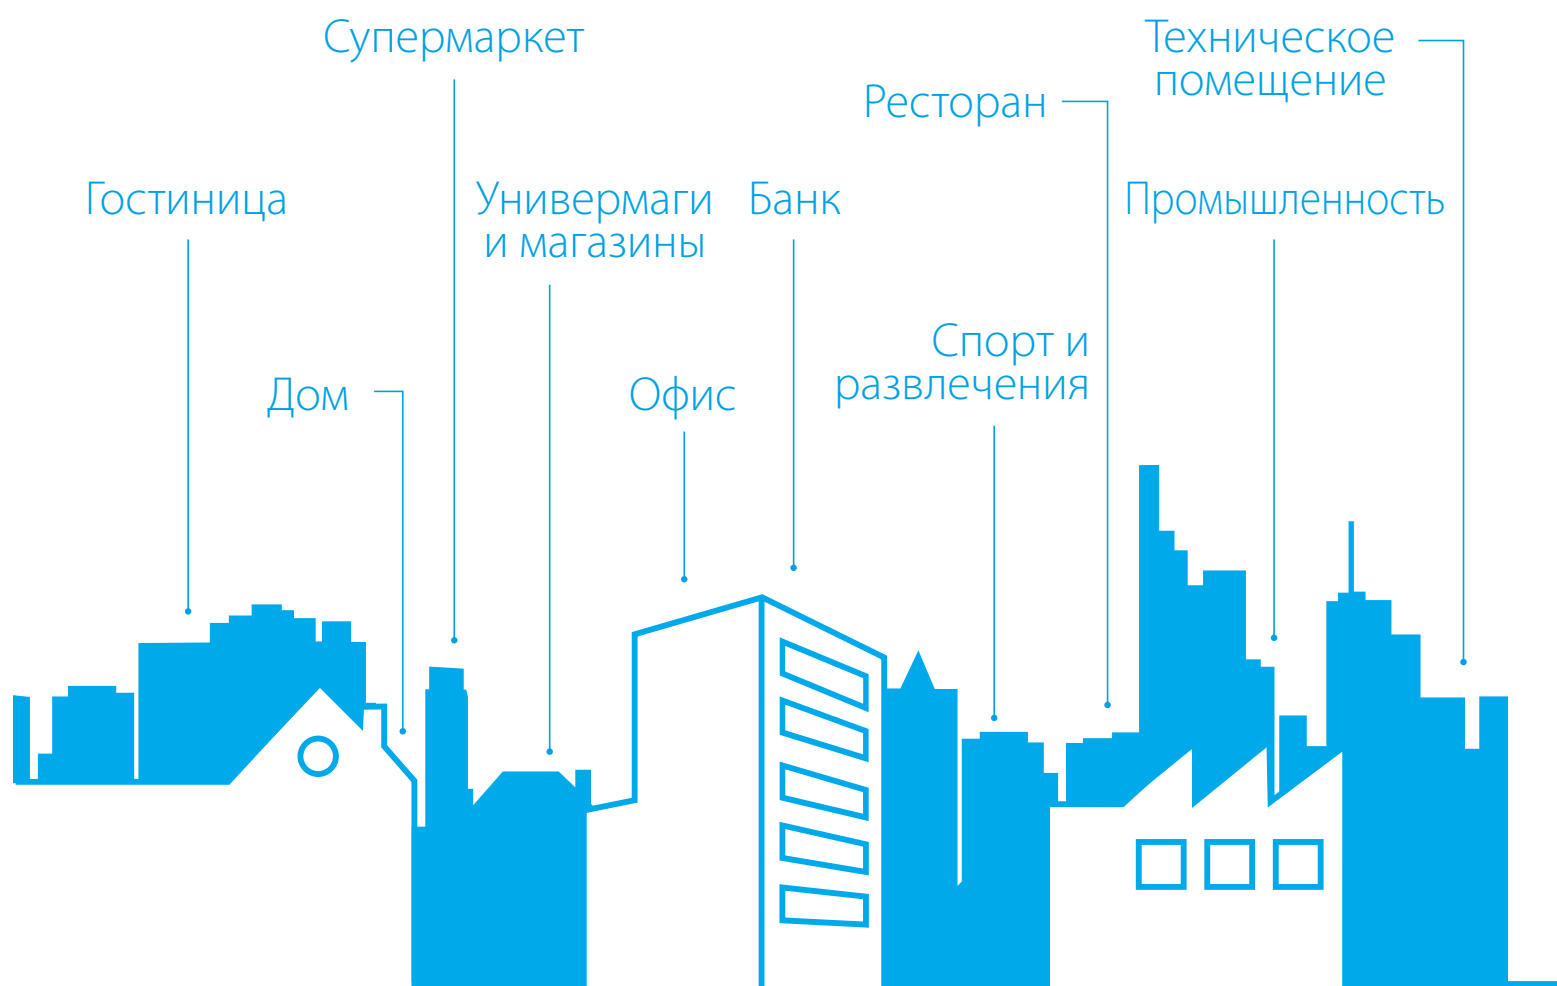 Супермаркет
Техническое
помещение
Ресторан
Гостиница
Универмаги
и магазины
Банк
Промышленность
Спорт и
развлечения
Дом
Офис